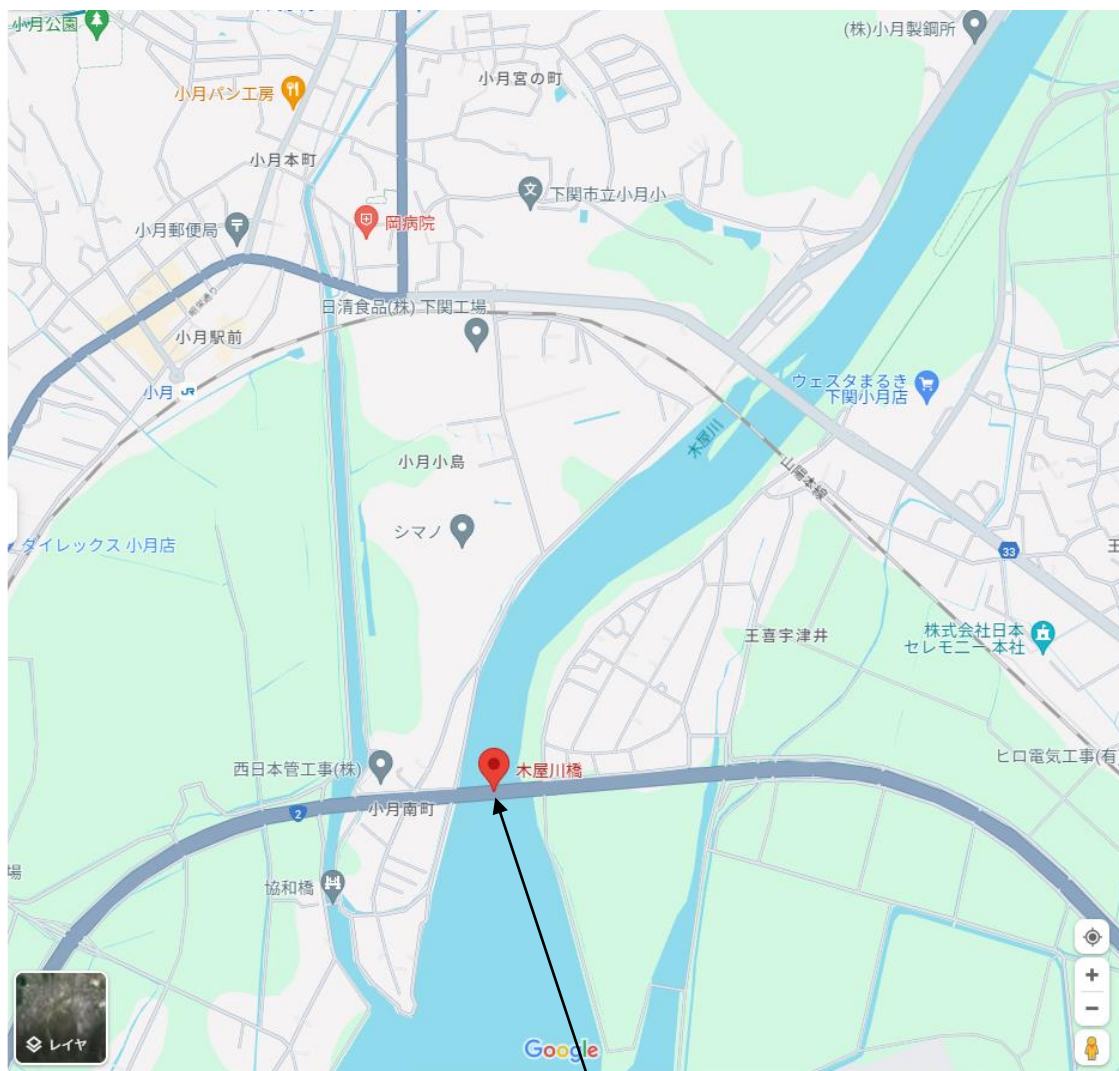 小月公園
(株)小月製鋼所
小月宮の町
小月パン工房
小月本町
下関市立小月小
小月郵便局
岡病院
日清食品(株)下関工場
小月駅前
小月 JR
ウェスタまるき
下関小月店
木屋川
小月小島
山陽本線
シマノ
ダイレックス 小月店
33
王
王喜宇津井
株式会社日本
セレモニー本社
ヒロ電気工事(有
西日本管工事(株)
木屋川橋
小月南町
2
場
協和橋
レイヤ
Google